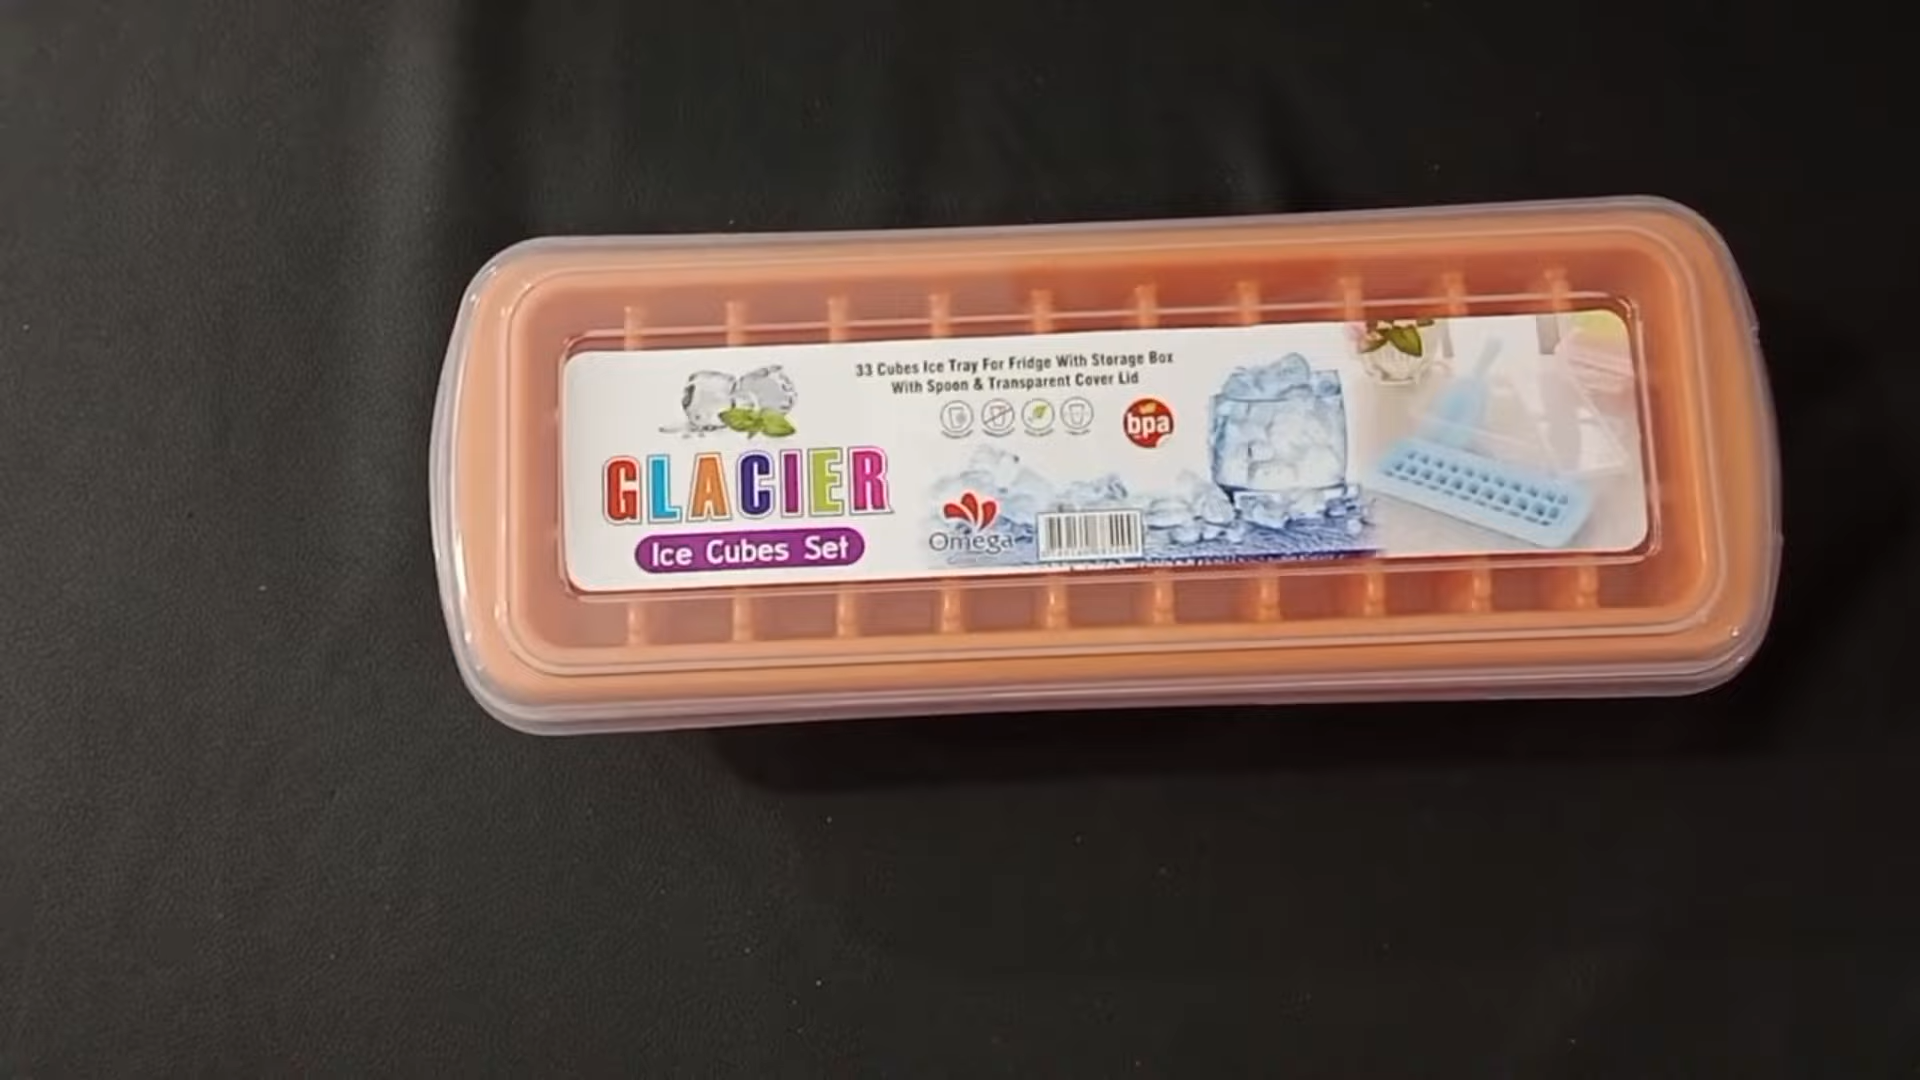 33 Cubes Ice Tray For Fridge With Storage Box
With Spoon & Transparent Cover Lid
bpa
GLACIER
Ice Cubes Set
Omega